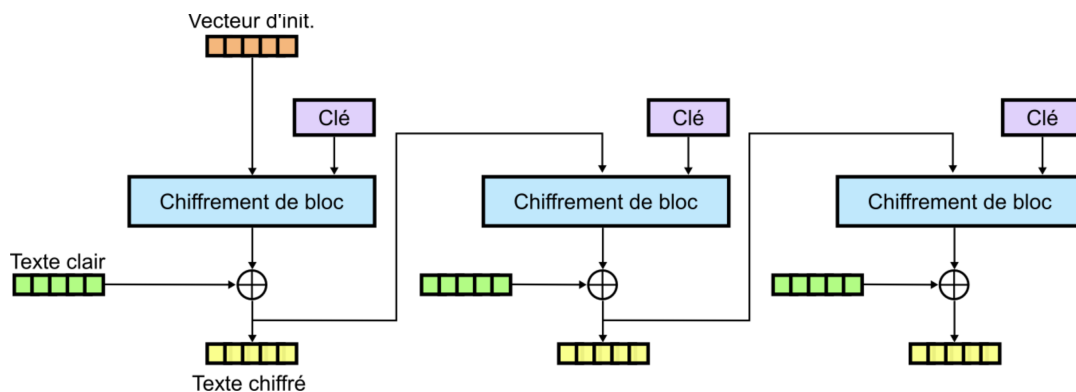 Vecteur d'init.
Clé
Clé
Clé
Chiffrement de bloc
Chiffrement de bloc
Chiffrement de bloc
Texte clair
Texte chiffré